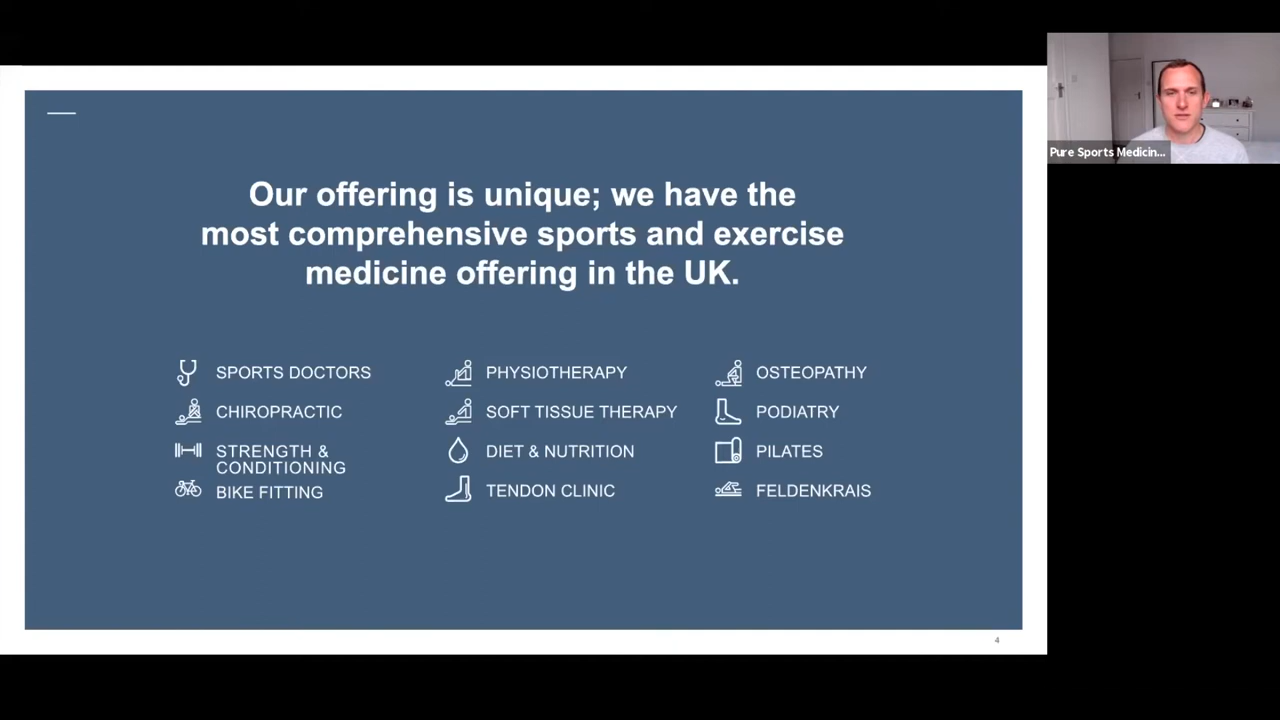 Our offering is unique; we have the
most comprehensive sports and exercise
medicine offering in the UK.
SPORTS DOCTORS
CHIROPRACTIC
STRENGTH &
CONDITIONING
BIKE FITTING
PHYSIOTHERAPY
SOFT TISSUE THERAPY
DIET & NUTRITION
TENDON CLINIC
OSTEOPATHY
PODIATRY
PILATES
FELDENKRAIS
4
Pure Sports Medicin...